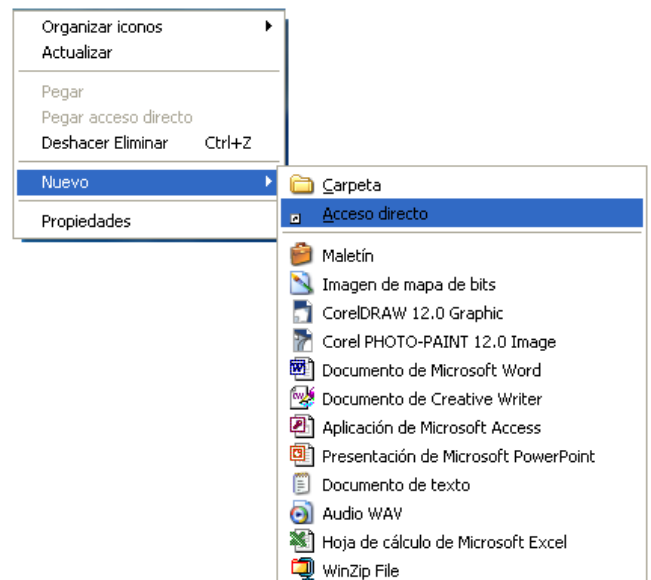 Organizar iconos
Actualizar
Pegar
Pegar acceso directo
Deshacer Eliminar Ctrl+Z
Nuevo
Propiedades
Carpeta
Acceso directo
Maletín
Imagen de mapa de bits
CorelDRAW 12.0 Graphic
Corel PHOTO-PAINT 12.0 Image
Documento de Microsoft Word
Documento de Creative Writer
Aplicación de Microsoft Access
Presentación de Microsoft PowerPoint
Documento de texto
Audio WAV
Hoja de cálculo de Microsoft Excel
WinZip File